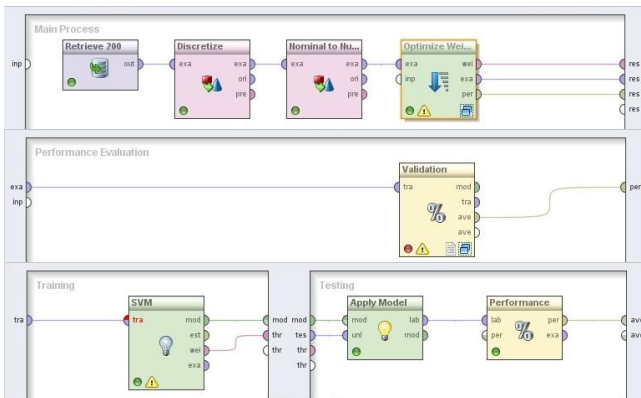 Main Process
Retrieve 200
Discretize
Nominal to Nu...
Optimize Wei...
inp
out
exa
exa
ori
pre
exa
exa
ori
pre
exa
inp
wei
exa
per
res
res
res
res
Performance Evaluation
Validation
exa
inp
tra
mod
tra
ave
ave
per
Training
SVM
tra
tra
mod
est
wei
exa
mod
thr
thr
Testing
Apply Model
Performance
mod
tes
thr
thr
mod
unl
lab
mod
lab
per
per
exa
ave
ave